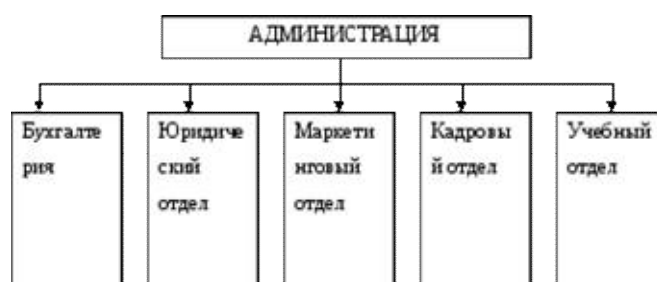 АДМИНИСТРАЦИЯ
Бухгалте
рия
Юридиче
ский
отдел
Маркети
нговый
отдел
Кадровы
й отдел
Учебный
отдел